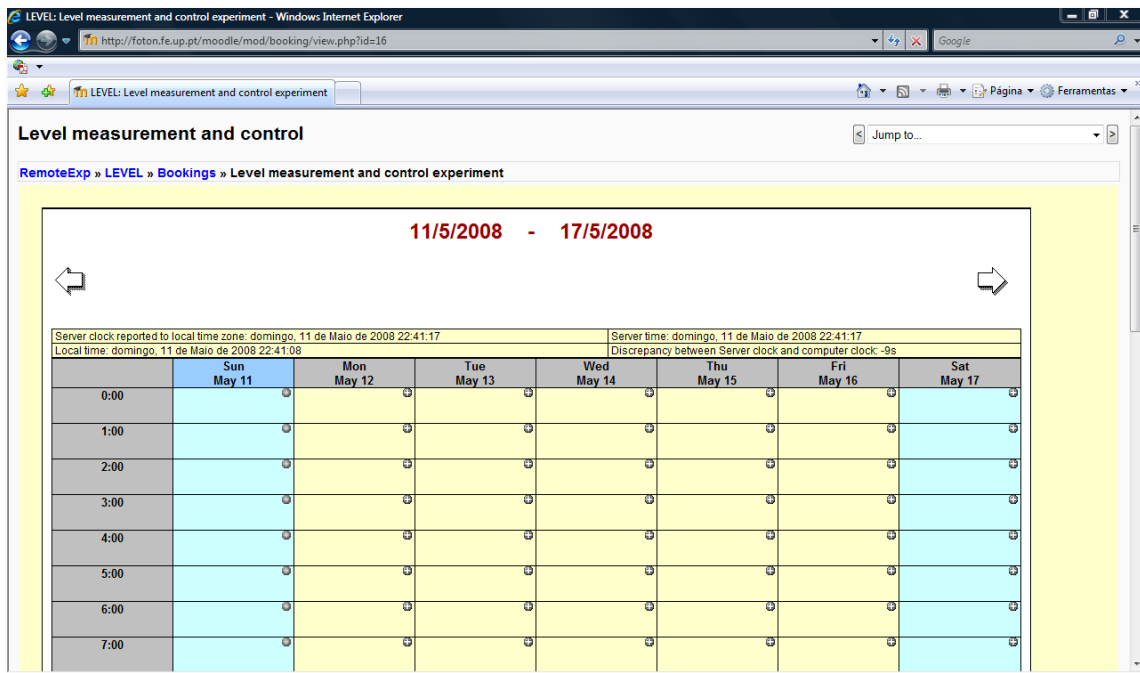 LEVEL: Level measurement and control experiment - Windows Internet Explorer
http://foton.fe.up.pt/moodle/mod/booking/view.php?id=16
Google
LEVEL: Level measurement and control experiment
Página
Ferramentas
Level measurement and control
< Jump to... >
RemoteExp » LEVEL » Bookings » Level measurement and control experiment
11/5/2008 - 17/5/2008
Server clock reported to local time zone: domingo, 11 de Maio de 2008 22:41:17 Server time: domingo, 11 de Maio de 2008 22:41:17
Local time: domingo, 11 de Maio de 2008 22:41:08 Discrepancy between Server clock and computer clock: -9s
Sun Mon Tue Wed Thu Fri Sat
May 11 May 12 May 13 May 14 May 15 May 16 May 17
0:00
1:00
2:00
3:00
4:00
5:00
6:00
7:00